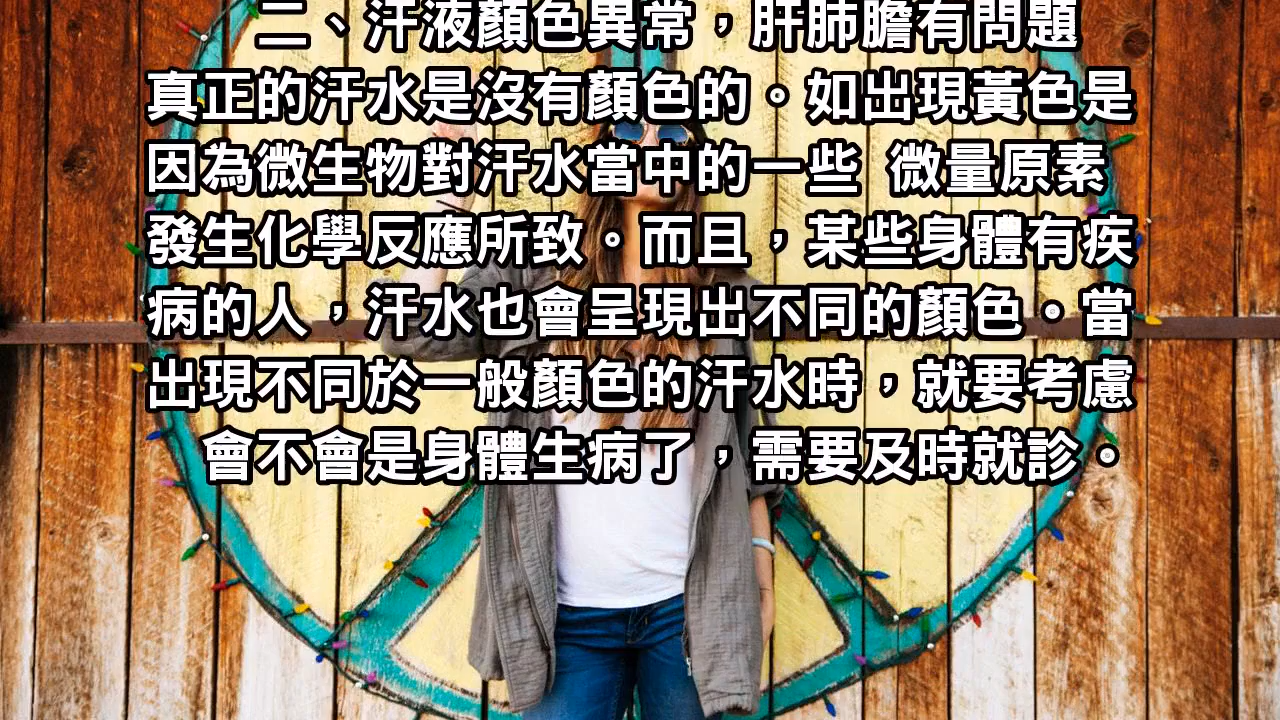 二、汗液顏色異常，肝肺膽有問題
真正的汗水是沒有顏色的。如出現黃色是
因為微生物對汗水當中的一些 微量原素
發生化學反應所致。而且，某些身體有疾
病的人，汗水也會呈現出不同的顏色。當
出現不同於一般顏色的汗水時，就要考慮
會不會是身體生病了，需要及時就診。